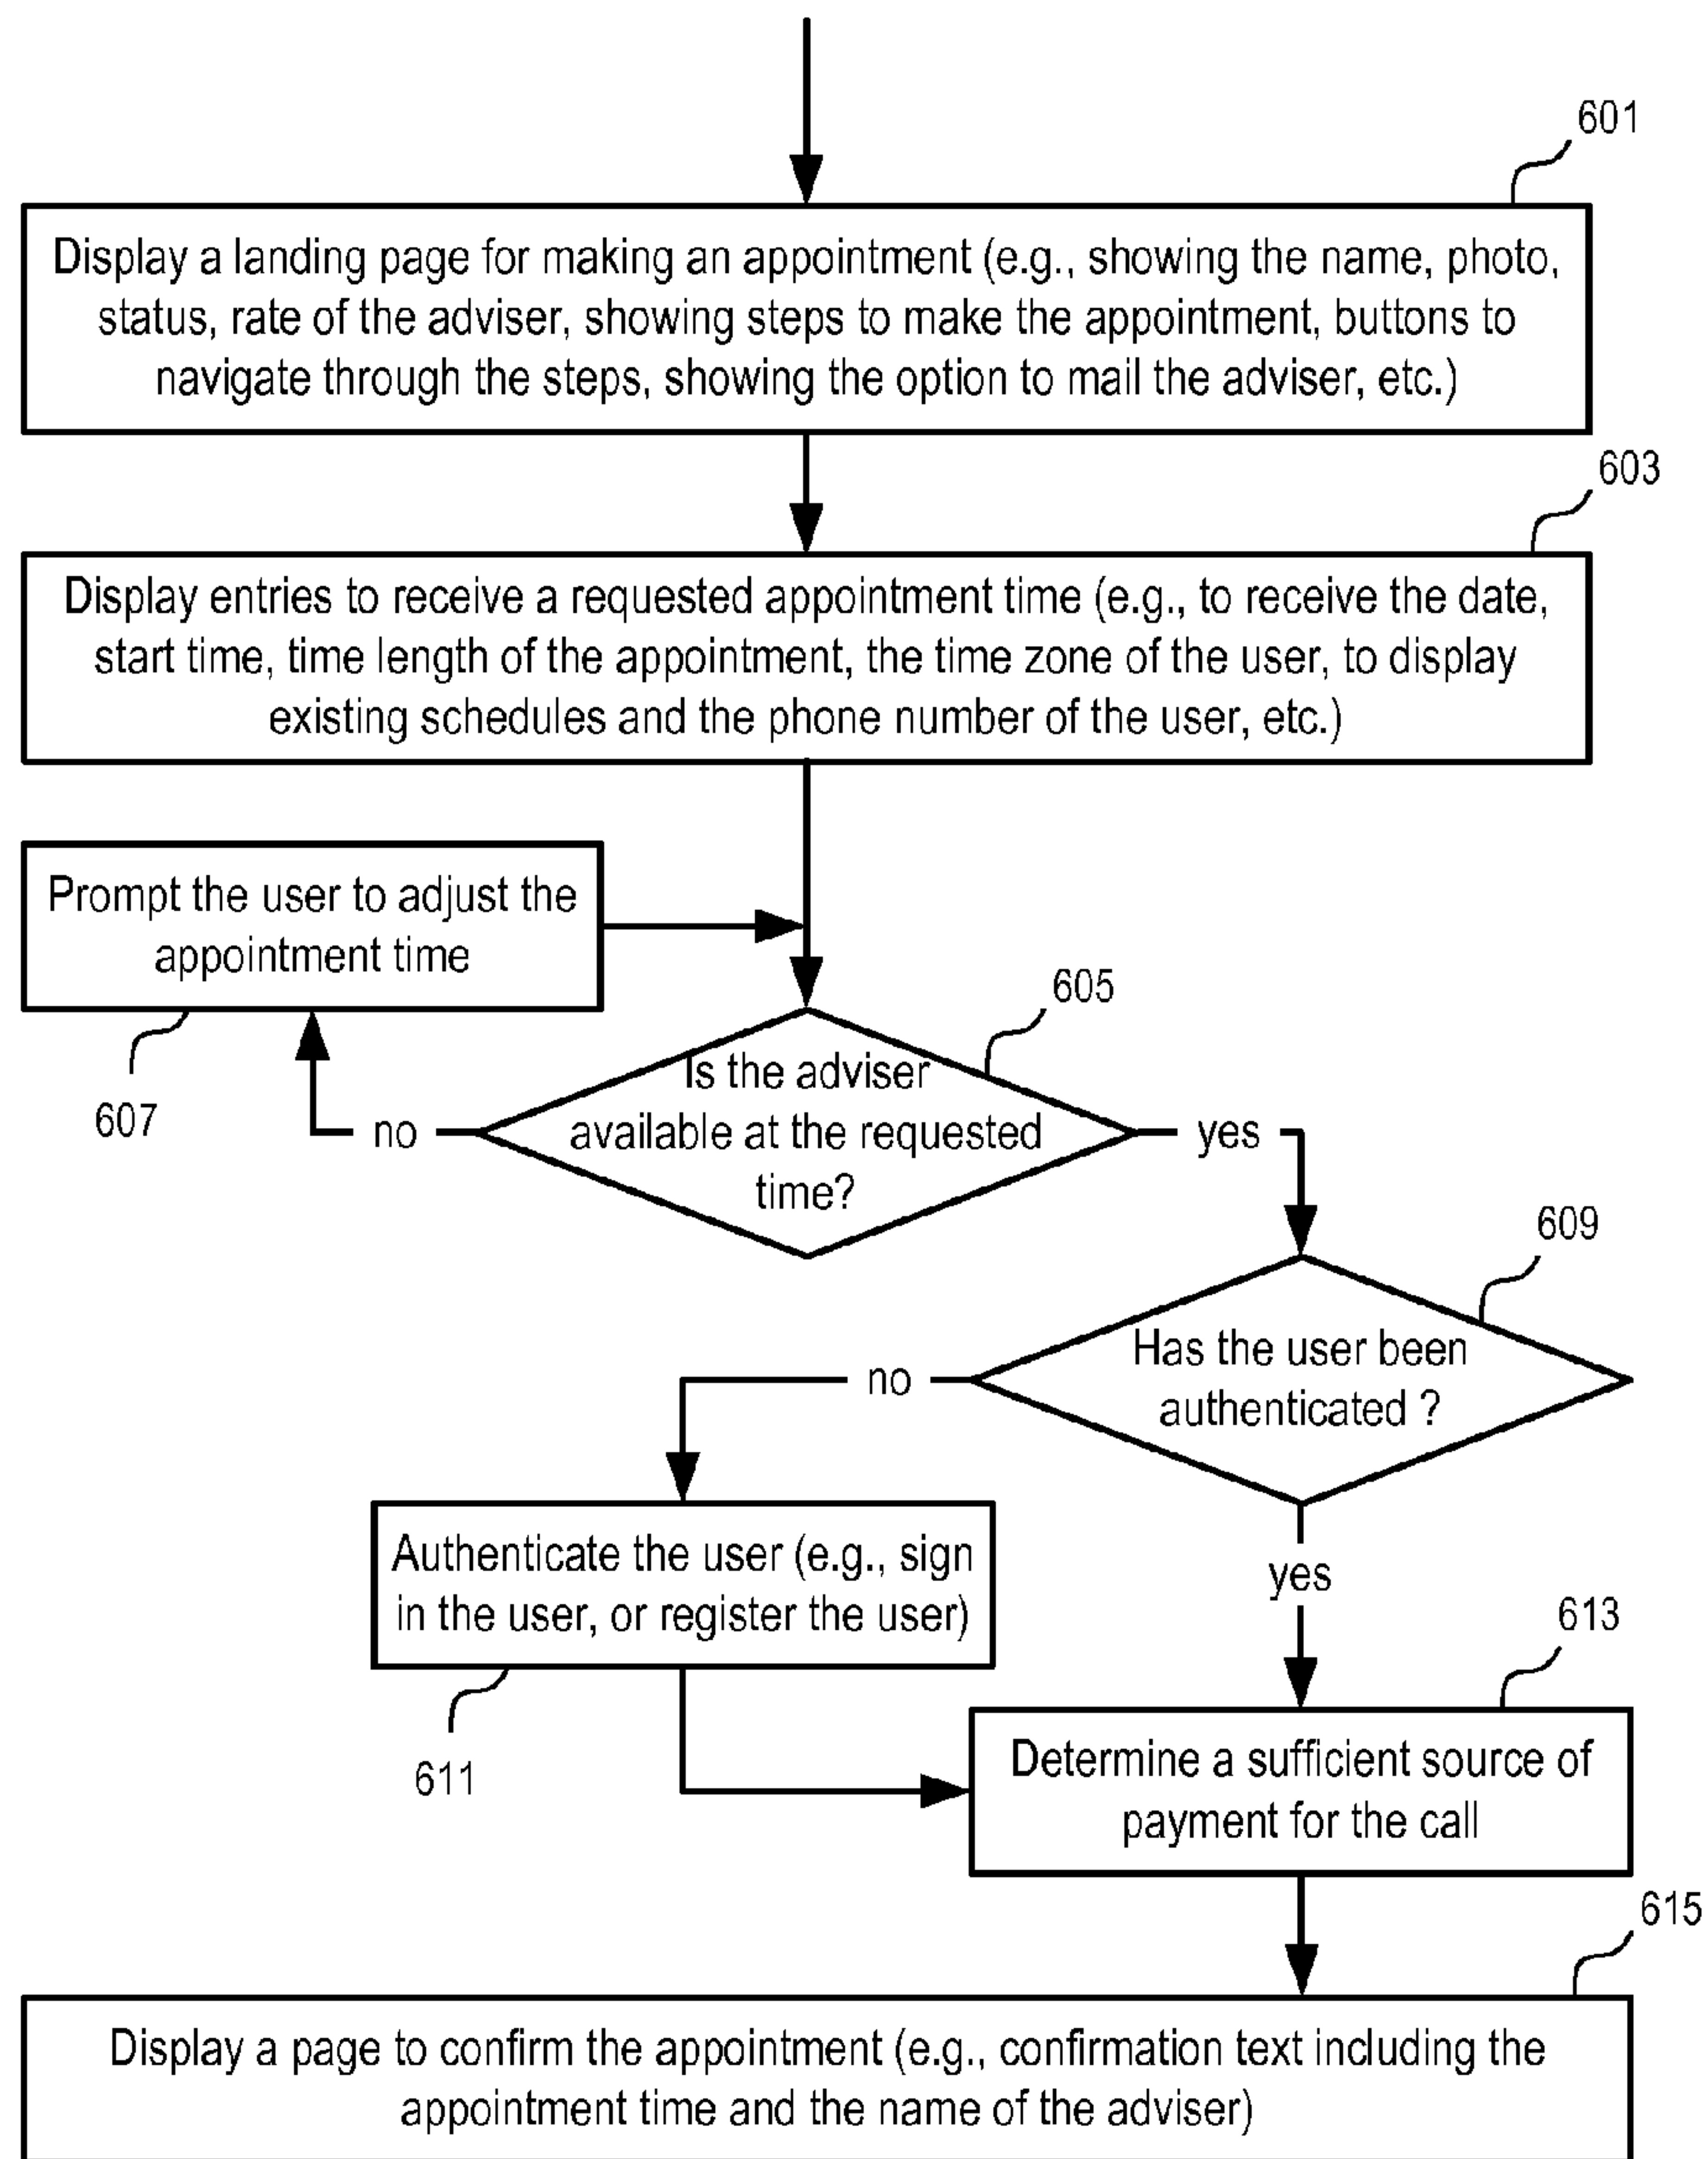 601
Display a landing page for making an appointment (e.g., showing the name, photo,
status, rate of the adviser, showing steps to make the appointment, buttons to
navigate through the steps, showing the option to mail the adviser, etc.)
603
Display entries to receive a requested appointment time (e.g., to receive the date,
start time, time length of the appointment, the time zone of the user, to display
existing schedules and the phone number of the user, etc.)
Prompt the user to adjust the
appointment time
607
605
Is the adviser
available at the requested
time?
no
yes
609
Has the user been
authenticated ?
no
yes
Authenticate the user (e.g., sign
in the user, or register the user)
611
613
Determine a sufficient source of
payment for the call
615
Display a page to confirm the appointment (e.g., confirmation text including the
appointment time and the name of the adviser)